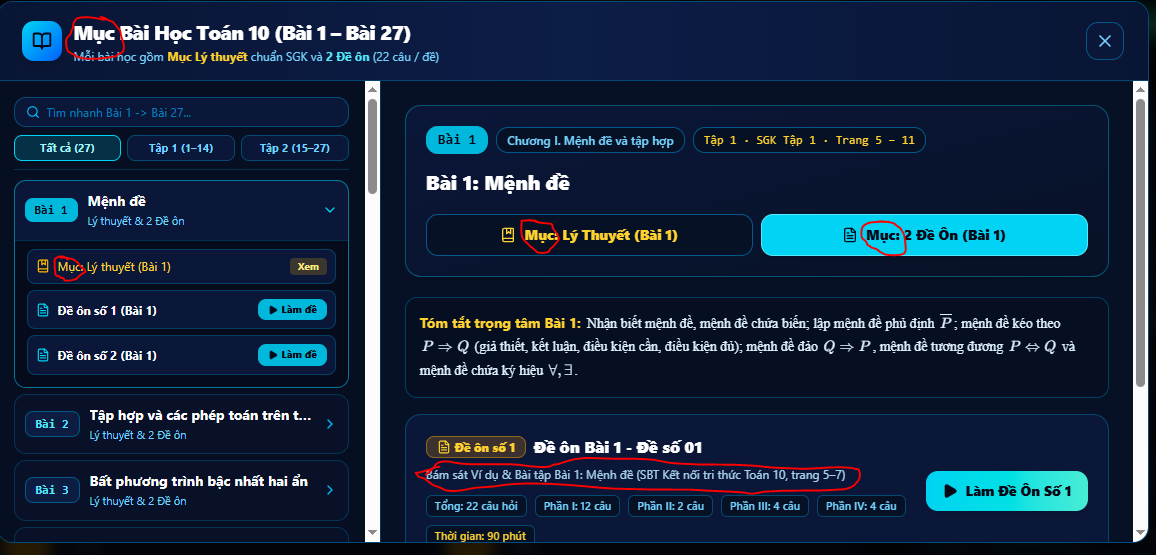 Mục Bài Học Toán 10 (Bài 1 – Bài 27)
Mỗi bài học gồm Mục Lý thuyết chuẩn SGK và 2 Đề ôn (22 câu / đề)
Tìm nhanh Bài 1 -> Bài 27...
Tất cả (27)
Tập 1 (1–14)
Tập 2 (15–27)
Bài 1
Mệnh đề
Lý thuyết & 2 Đề ôn
Mục: Lý thuyết (Bài 1)
Xem
Đề ôn số 1 (Bài 1)
Làm đề
Đề ôn số 2 (Bài 1)
Làm đề
Bài 2
Tập hợp và các phép toán trên t...
Lý thuyết & 2 Đề ôn
Bài 3
Bất phương trình bậc nhất hai ẩn
Lý thuyết & 2 Đề ôn
Bài 1
Chương I. Mệnh đề và tập hợp
Tập 1 · SGK Tập 1 · Trang 5 – 11
Bài 1: Mệnh đề
Mục: Lý Thuyết (Bài 1)
Mục: 2 Đề Ôn (Bài 1)
Tóm tắt trọng tâm Bài 1: Nhận biết mệnh đề, mệnh đề chứa biến; lập mệnh đề phủ định P̅; mệnh đề kéo theo
P ⇒ Q (giả thiết, kết luận, điều kiện cần, điều kiện đủ); mệnh đề đảo Q ⇒ P, mệnh đề tương đương P ⇔ Q và
mệnh đề chứa ký hiệu ∀, ∃.
Đề ôn số 1
Đề ôn Bài 1 - Đề số 01
Bám sát Ví dụ & Bài tập Bài 1: Mệnh đề (SBT Kết nối tri thức Toán 10, trang 5–7)
Tổng: 22 câu hỏi
Phần I: 12 câu
Phần II: 2 câu
Phần III: 4 câu
Phần IV: 4 câu
Thời gian: 90 phút
Làm Đề Ôn Số 1